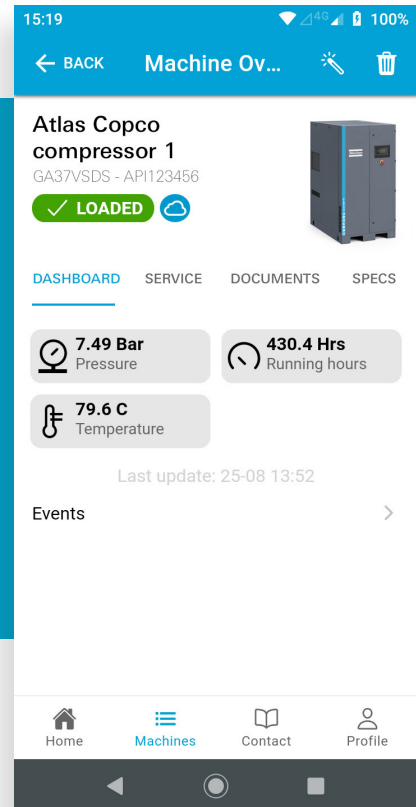 15:19
4G
100%
BACK
Machine Ov...
Atlas Copco
compressor 1
GA37VSDS - API123456
LOADED
DASHBOARD SERVICE DOCUMENTS SPECS
7.49 Bar
Pressure
430.4 Hrs
Running hours
79.6 C
Temperature
Last update: 25-08 13:52
Events
Home Machines Contact Profile